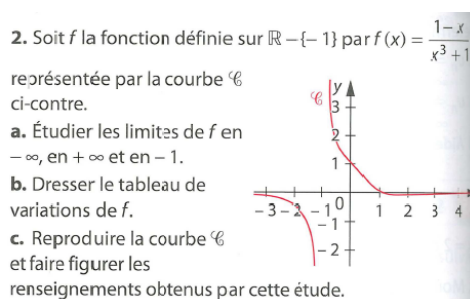 2. Soit f la fonction définie sur ℝ –{– 1} par f (x) = (1– x)/(x³ + 1)
représentée par la courbe 𝒞
ci-contre.
a. Étudier les limites de f en
– ∞, en + ∞ et en – 1.
b. Dresser le tableau de
variations de f.
c. Reproduire la courbe 𝒞
et faire figurer les
renseignements obtenus par cette étude.
𝒞 y
3
2
1
– 3 – 2 – 1 0 1 2 3 4
– 1
– 2